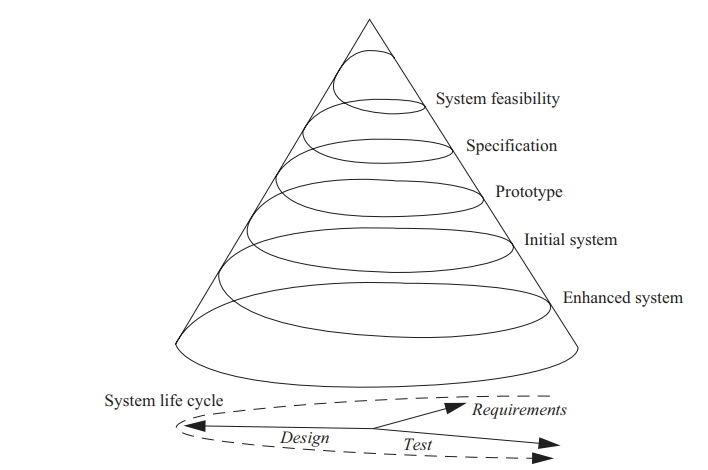 System feasibility
Specification
Prototype
Initial system
Enhanced system
System life cycle
Requirements
Design
Test